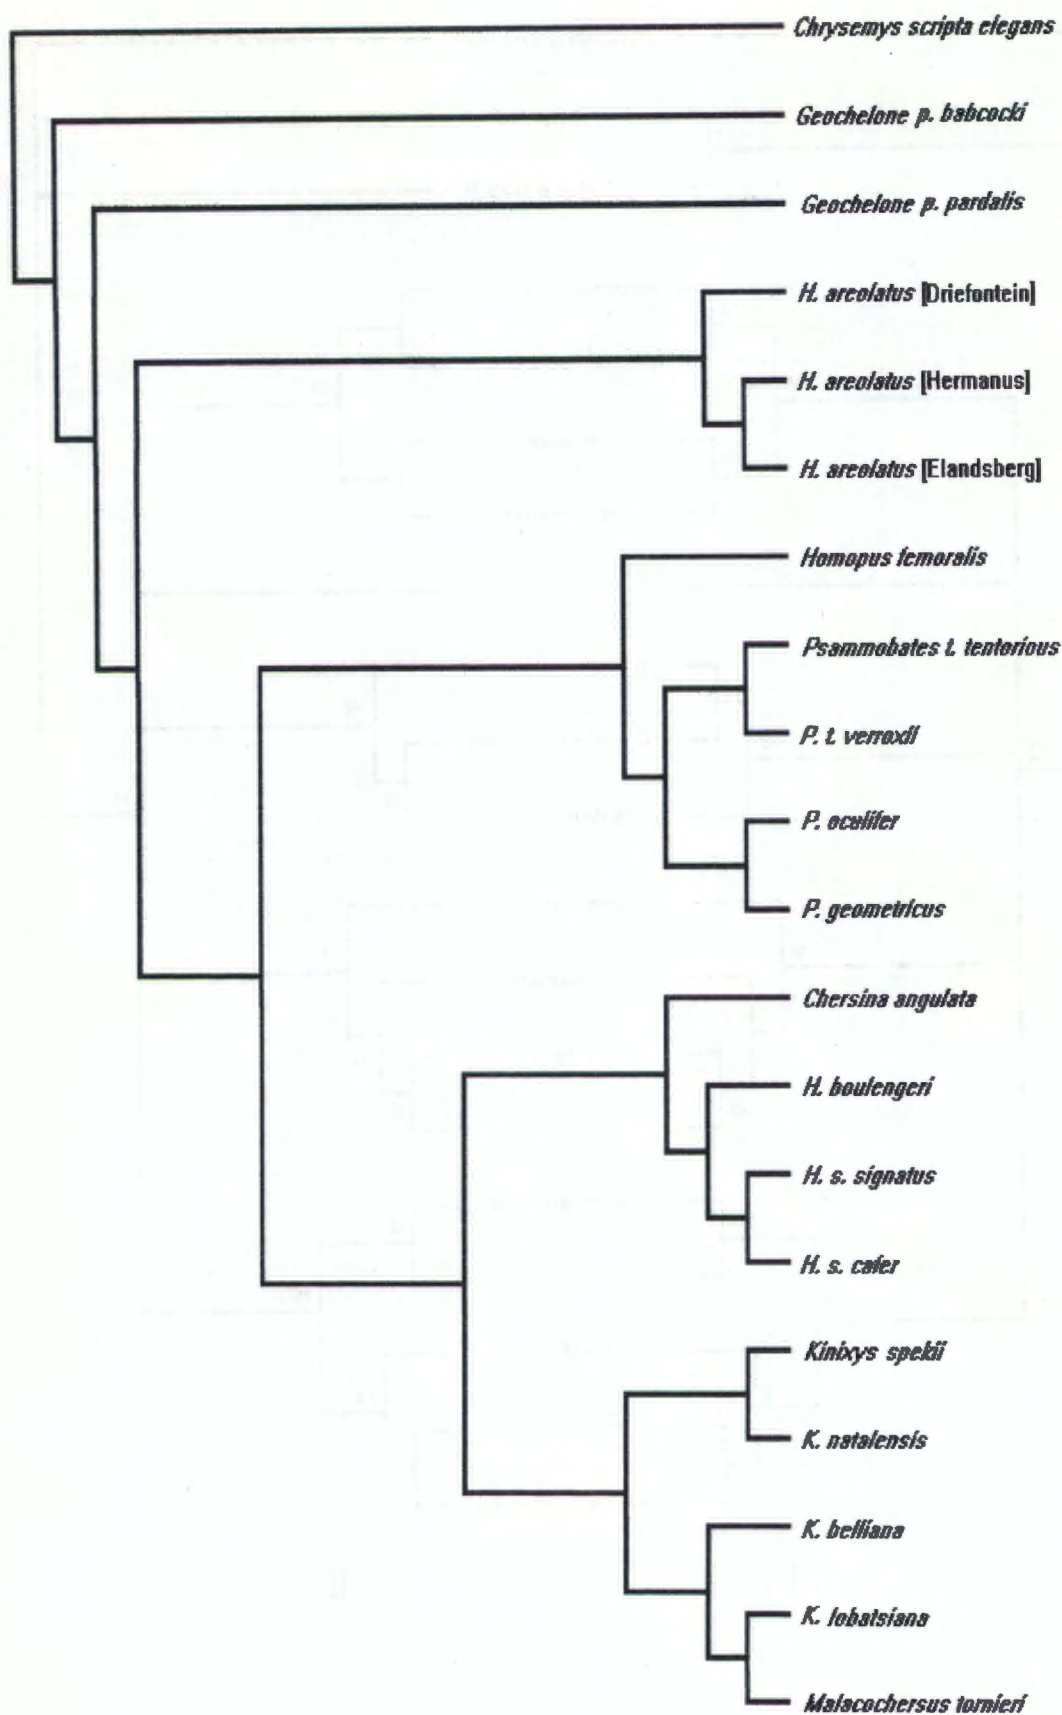 Chrysemys scripta elegans
Geochelone p. babcocki
Geochelone p. pardalis
H. areolatus [Driefontein]
H. areolatus [Hermanus]
H. areolatus [Elandsberg]
Homopus femoralis
Psammobates t. tentorious
P. t. verroxii
P. oculifer
P. geometricus
Chersina angulata
H. boulengeri
H. s. signatus
H. s. cafer
Kinixys spekii
K. natalensis
K. belliana
K. lobatsiana
Malacochersus tornieri